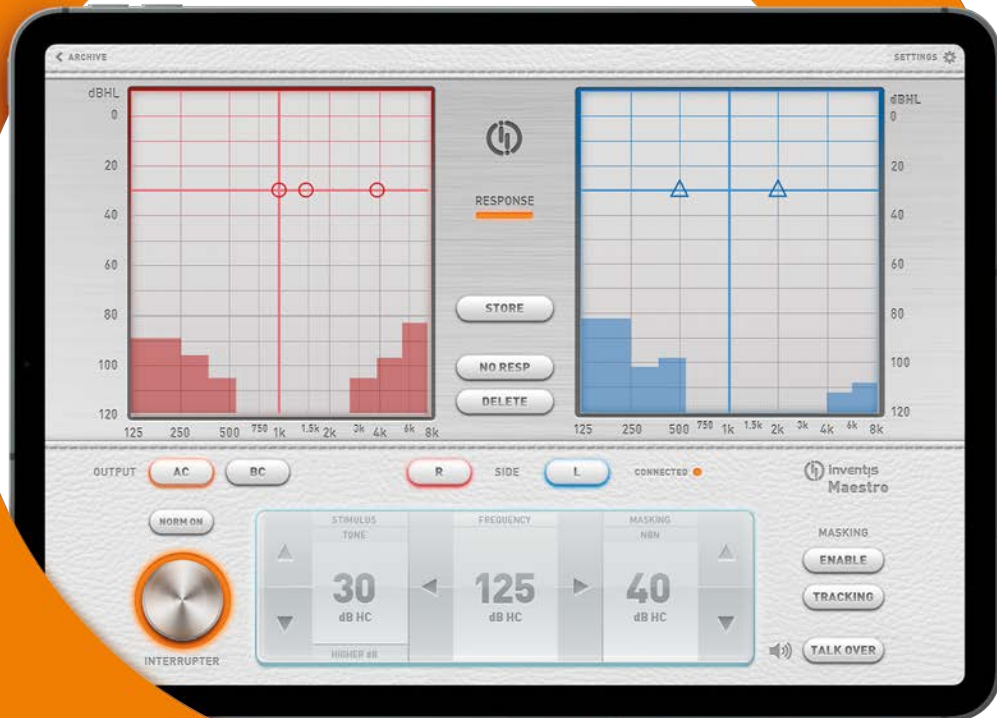 ARCHIVE
SETTINGS
dBHL
0
20
40
60
80
100
120
125 250 500 750 1k 1.5k 2k 3k 4k 6k 8k
RESPONSE
STORE
NO RESP
DELETE
dBHL
0
20
40
60
80
100
120
125 250 500 750 1k 1.5k 2k 3k 4k 6k 8k
OUTPUT AC BC R SIDE L CONNECTED
inventis
Maestro
NORM ON
INTERRUPTER
STIMULUS
TONE
30
dB HC
HIGHER dB
FREQUENCY
125
dB HC
MASKING
NBN
40
dB HC
MASKING
ENABLE
TRACKING
TALK OVER